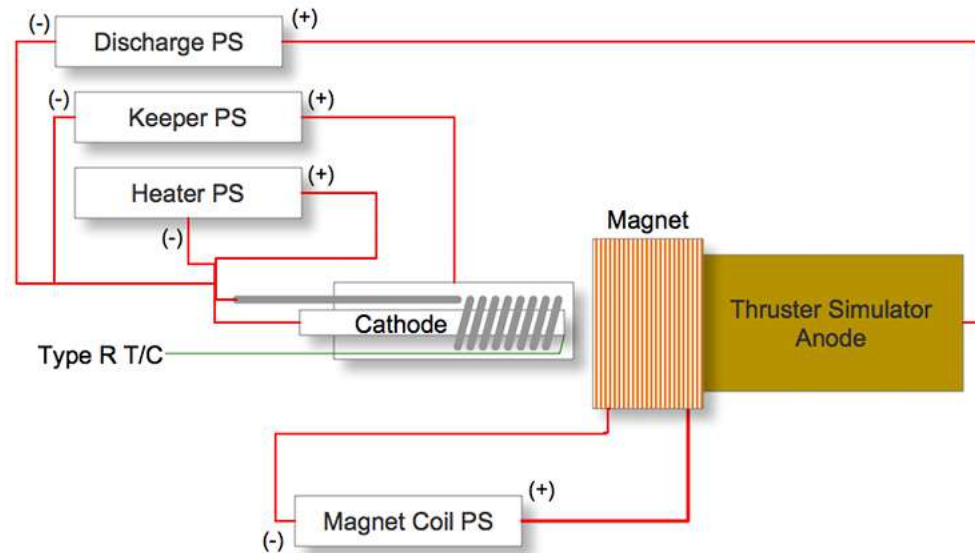 (-)
Discharge PS
(+)
(-)
Keeper PS
(+)
Heater PS
(+)
(-)
Magnet
Cathode
Thruster Simulator
Anode
Type R T/C
(+)
Magnet Coil PS
(-)